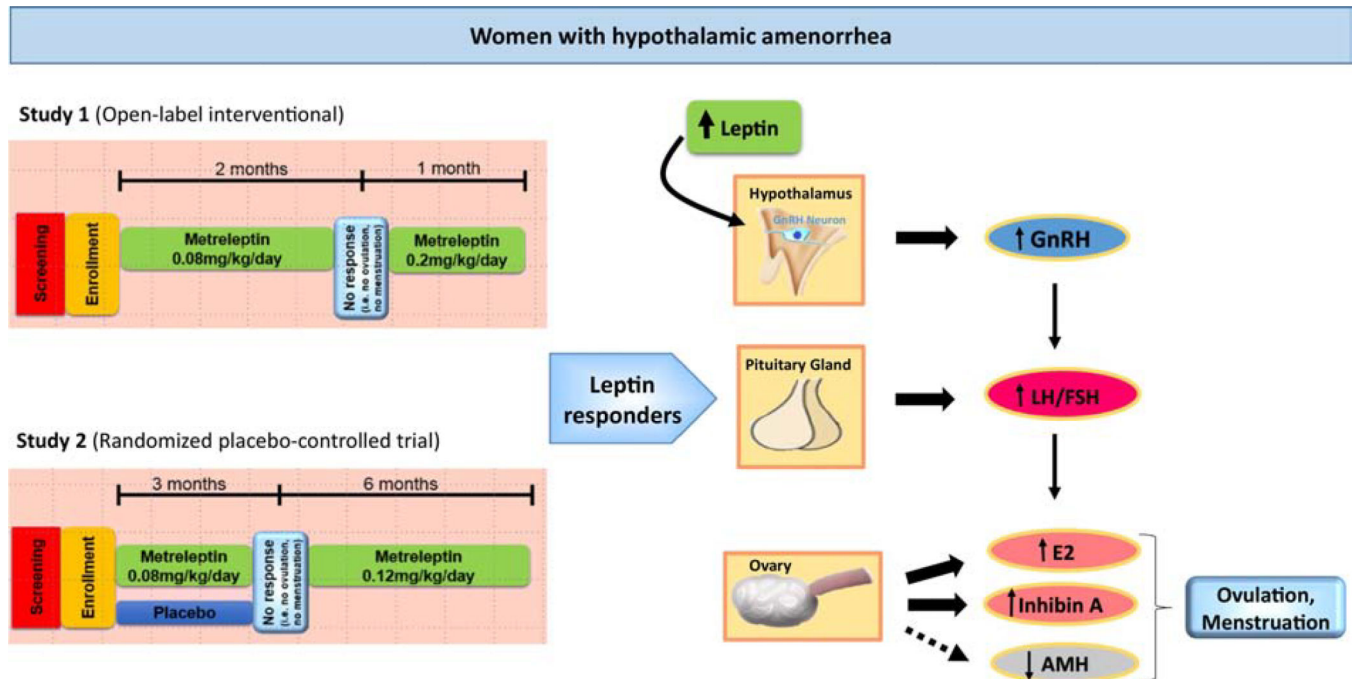 Women with hypothalamic amenorrhea
Study 1 (Open-label interventional)
2 months
1 month
Screening
Enrollment
Metreleptin
0.08mg/kg/day
No response
(i.e. no ovulation,
no menstruation)
Metreleptin
0.2mg/kg/day
Study 2 (Randomized placebo-controlled trial)
3 months
6 months
Screening
Enrollment
Metreleptin
0.08mg/kg/day
Placebo
No response
(i.e. no ovulation,
no menstruation)
Metreleptin
0.12mg/kg/day
Leptin
responders
↑ Leptin
Hypothalamus
GnRH Neuron
↑ GnRH
Pituitary Gland
↑ LH/FSH
Ovary
↑ E2
↑ Inhibin A
↓ AMH
Ovulation,
Menstruation